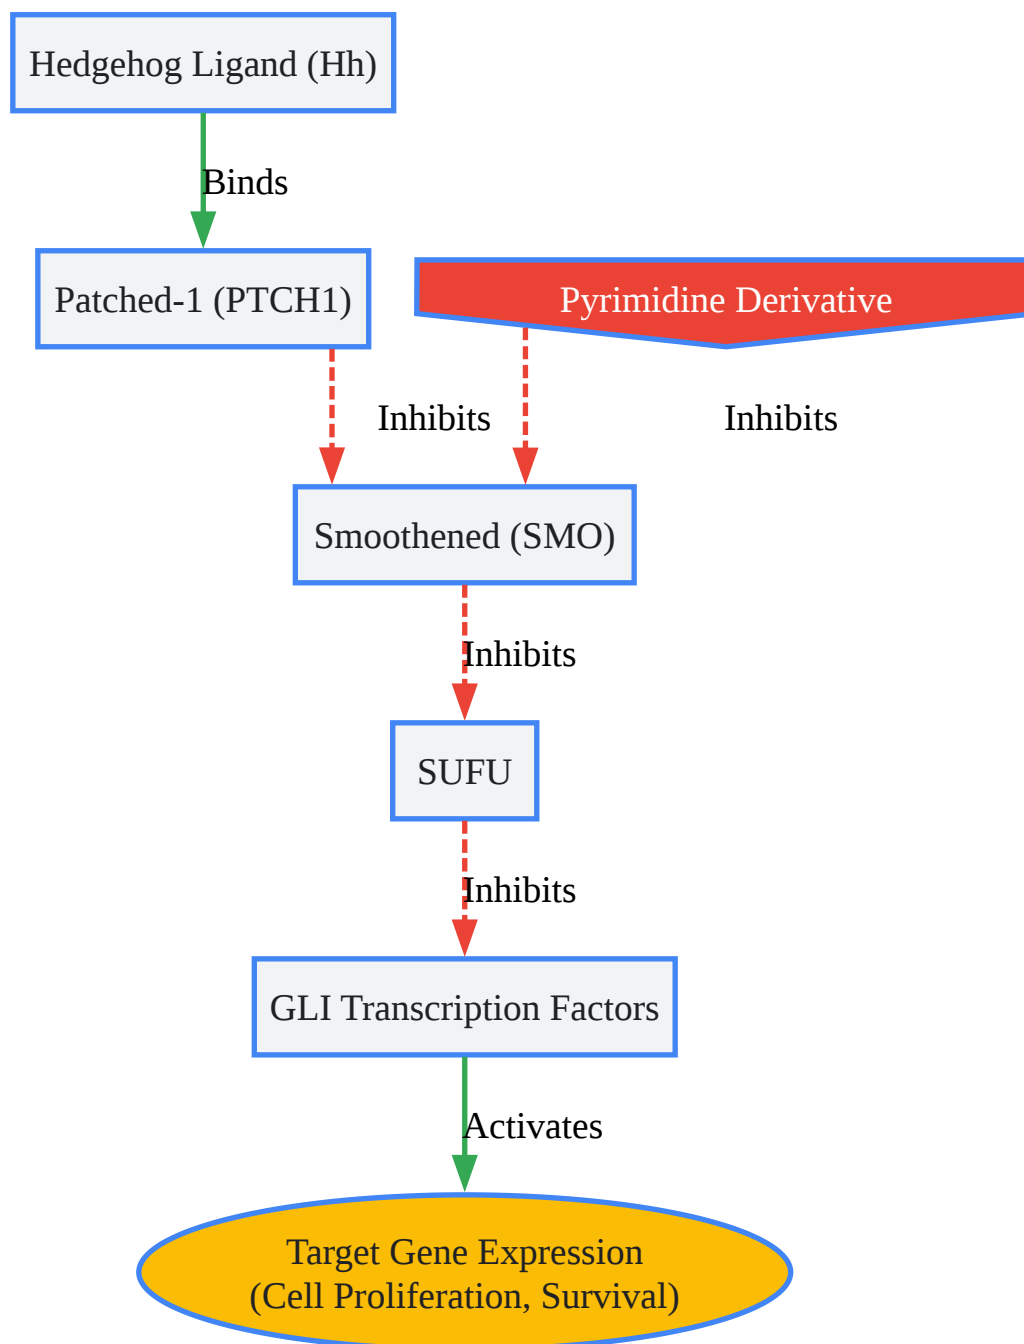 Hedgehog Ligand (Hh)
Binds
Patched-1 (PTCH1)
Pyrimidine Derivative
Inhibits
Inhibits
Smoothened (SMO)
Inhibits
SUFU
Inhibits
GLI Transcription Factors
Activates
Target Gene Expression
(Cell Proliferation, Survival)